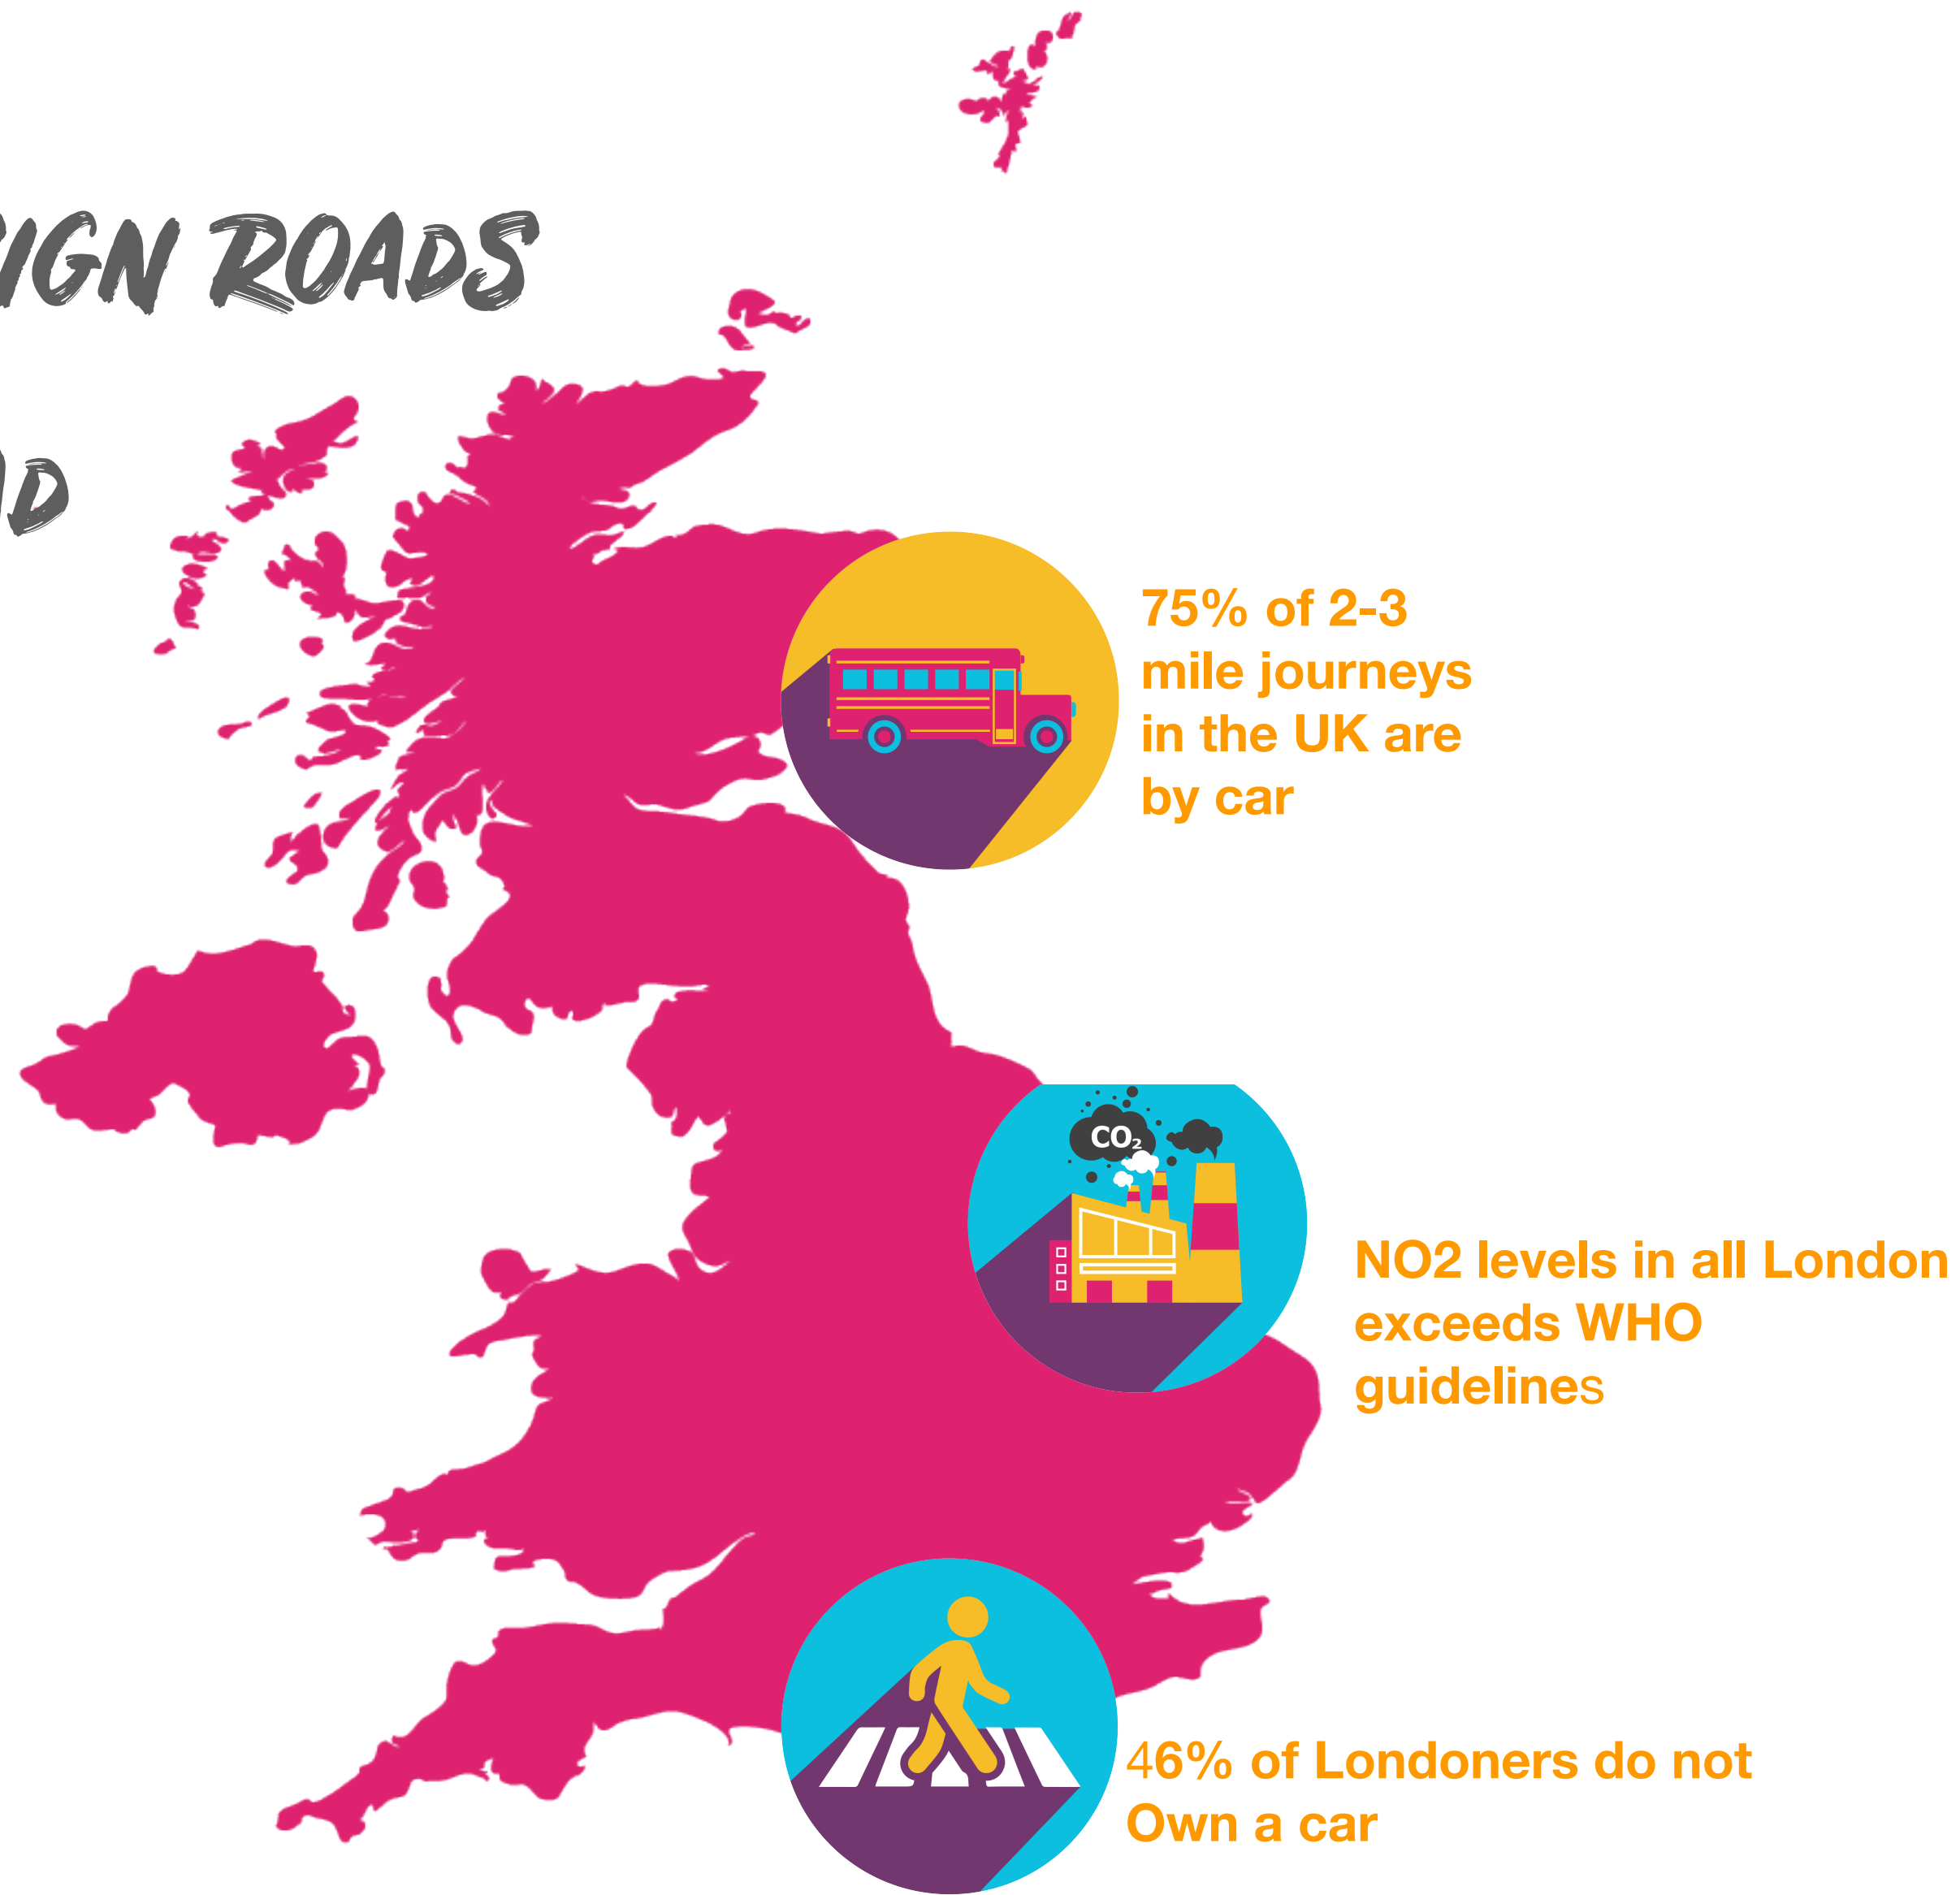 IGN ROADS
D
75% of 2-3
mile journeys
in the UK are
by car
CO2
NO2 levels in all London
exceeds WHO
guidelines
46% of Londoners do not
Own a car